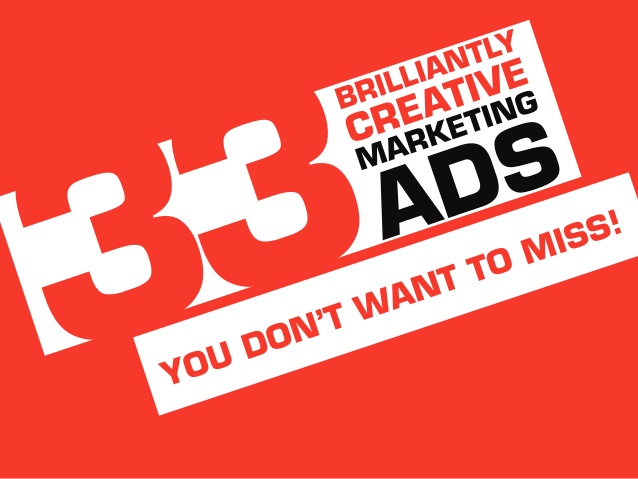 33
BRILLIANTLY
CREATIVE
MARKETING
ADS
YOU DON'T WANT TO MISS!